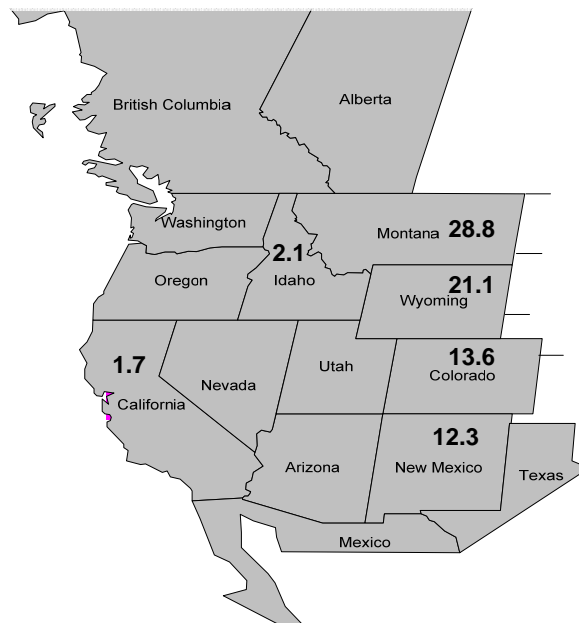 British Columbia
Alberta
Washington
Montana 28.8
2.1
Oregon
Idaho
21.1
Wyoming
1.7
13.6
Utah
Colorado
Nevada
California
12.3
Arizona
New Mexico
Texas
Mexico